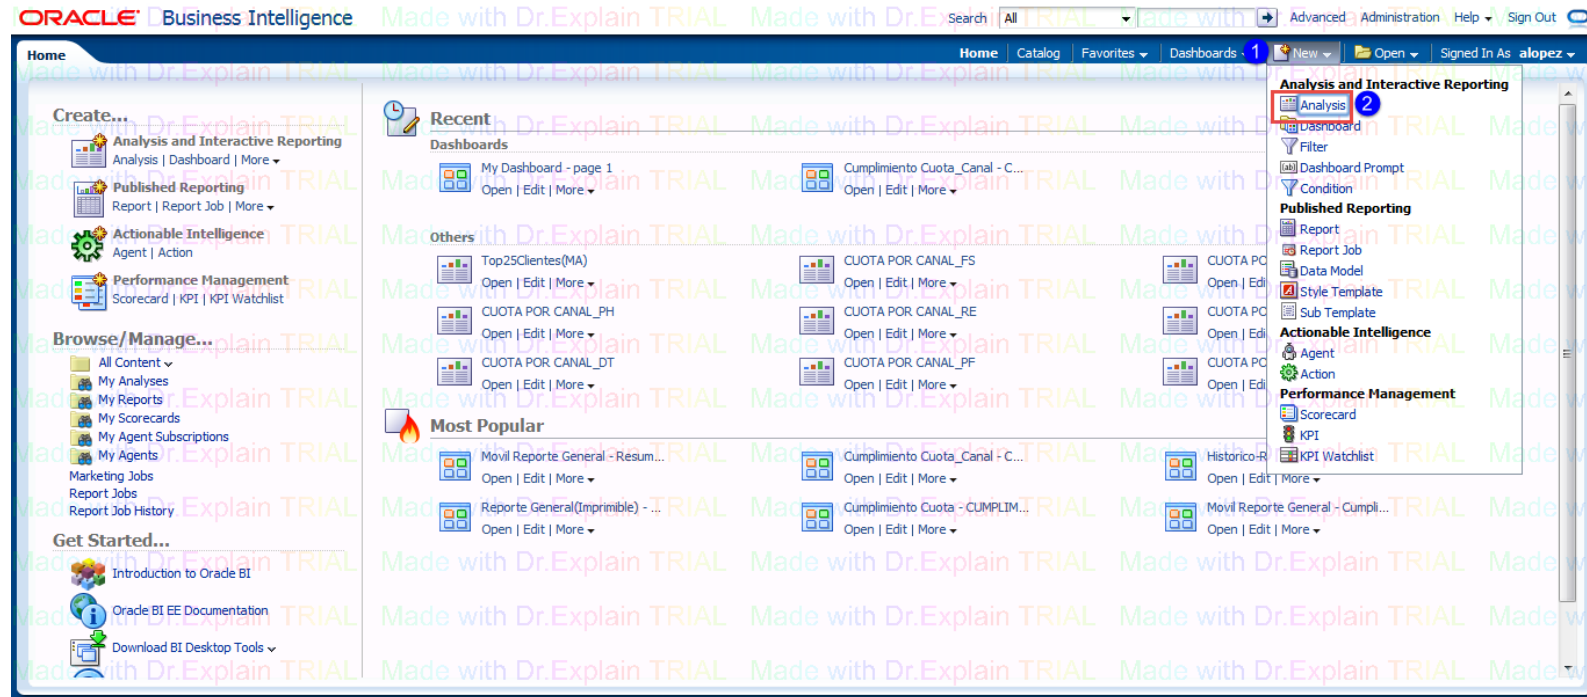 ORACLE Business Intelligence
Search All Advanced Administration Help Sign Out
Home
Home Catalog Favorites Dashboards 1 New Open Signed In As alopez
Create...
Analysis and Interactive Reporting
Analysis | Dashboard | More
Published Reporting
Report | Report Job | More
Actionable Intelligence
Agent | Action
Performance Management
Scorecard | KPI | KPI Watchlist
Browse/Manage...
All Content
My Analyses
My Reports
My Scorecards
My Agent Subscriptions
My Agents
Marketing Jobs
Report Jobs
Report Job History
Get Started...
Introduction to Oracle BI
Oracle BI EE Documentation
Download BI Desktop Tools
Recent
Dashboards
My Dashboard - page 1
Open | Edit | More
Cumplimiento Cuota_Canal - C...
Open | Edit | More
Others
Top25Clientes(MA)
Open | Edit | More
CUOTA POR CANAL_FS
Open | Edit | More
CUOTA PO
Open | Edi
CUOTA POR CANAL_PH
Open | Edit | More
CUOTA POR CANAL_RE
Open | Edit | More
CUOTA PO
Open | Edi
CUOTA POR CANAL_DT
Open | Edit | More
CUOTA POR CANAL_PF
Open | Edit | More
CUOTA PO
Open | Edi
Most Popular
Movil Reporte General - Resum...
Open | Edit | More
Cumplimiento Cuota_Canal - C...
Open | Edit | More
Historico-R
Open | Edit | More
Reporte General(Imprimible) - ...
Open | Edit | More
Cumplimiento Cuota - CUMPLIM...
Open | Edit | More
Movil Reporte General - Cumpli...
Open | Edit | More
Analysis and Interactive Reporting
Analysis 2
Dashboard
Filter
Dashboard Prompt
Condition
Published Reporting
Report
Report Job
Data Model
Style Template
Sub Template
Actionable Intelligence
Agent
Action
Performance Management
Scorecard
KPI
KPI Watchlist
Made with Dr.Explain TRIAL